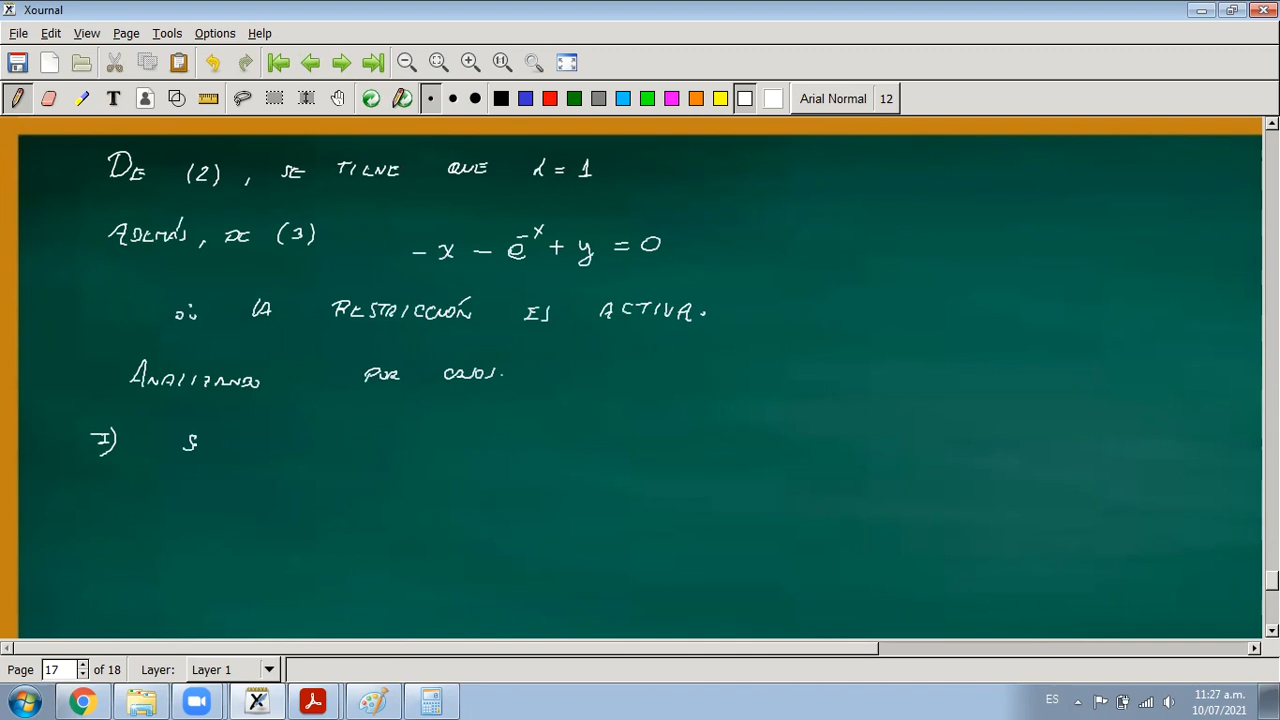 Xournal
File Edit View Page Tools Options Help
Arial Normal 12
DE (2), SE TIENE QUE λ = 1
ADEMÁS, DE (3) - x - e^{-x} + y = 0
∴ LA RESTRICCIÓN ES ACTIVA.
ANALIZANDO POR CASOS.
I) S
Page 17 of 18 Layer: Layer 1
ES 11:27 a.m.
10/07/2021